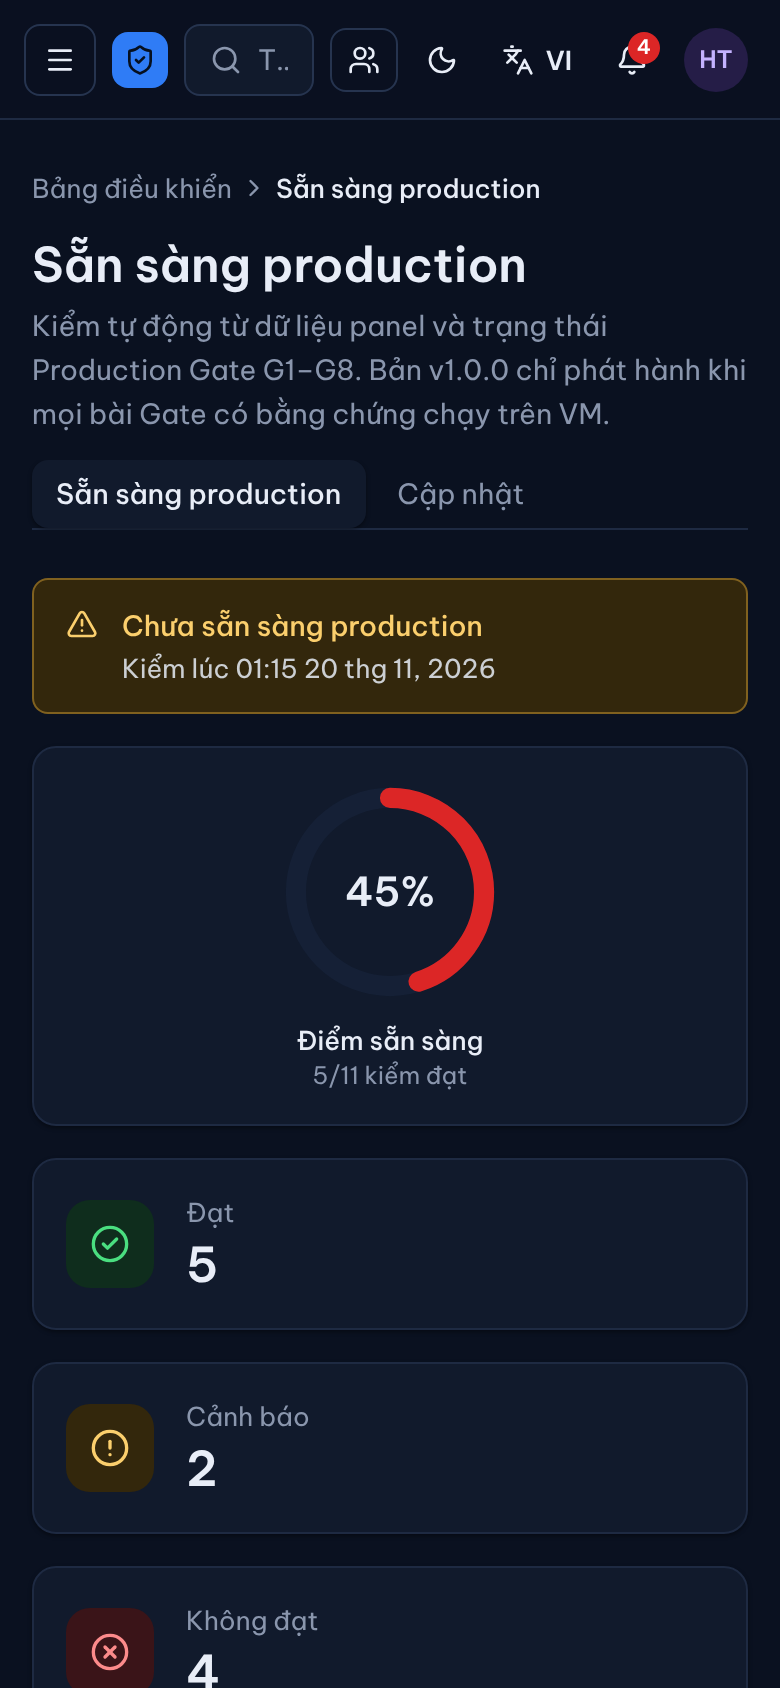 T..
VI
4
HT
Bảng điều khiển > Sẵn sàng production
Sẵn sàng production
Kiểm tự động từ dữ liệu panel và trạng thái
Production Gate G1–G8. Bản v1.0.0 chỉ phát hành khi
mọi bài Gate có bằng chứng chạy trên VM.
Sẵn sàng production
Cập nhật
Chưa sẵn sàng production
Kiểm lúc 01:15 20 thg 11, 2026
45%
Điểm sẵn sàng
5/11 kiểm đạt
Đạt
5
Cảnh báo
2
Không đạt
4